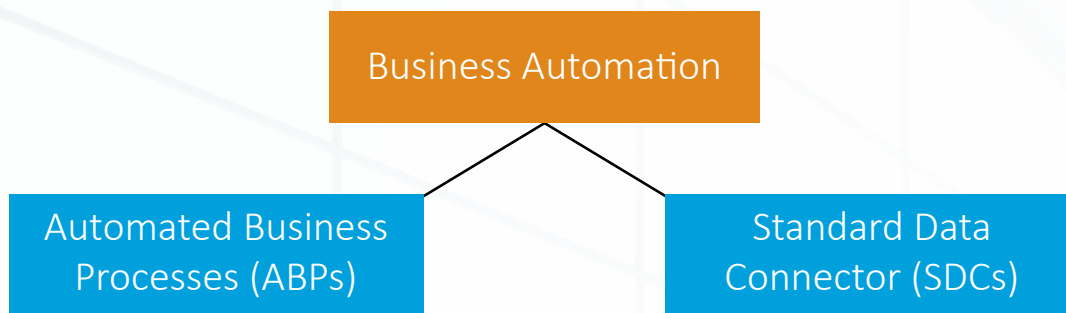 Business Automation
Automated Business
Processes (ABPs)
Standard Data
Connector (SDCs)